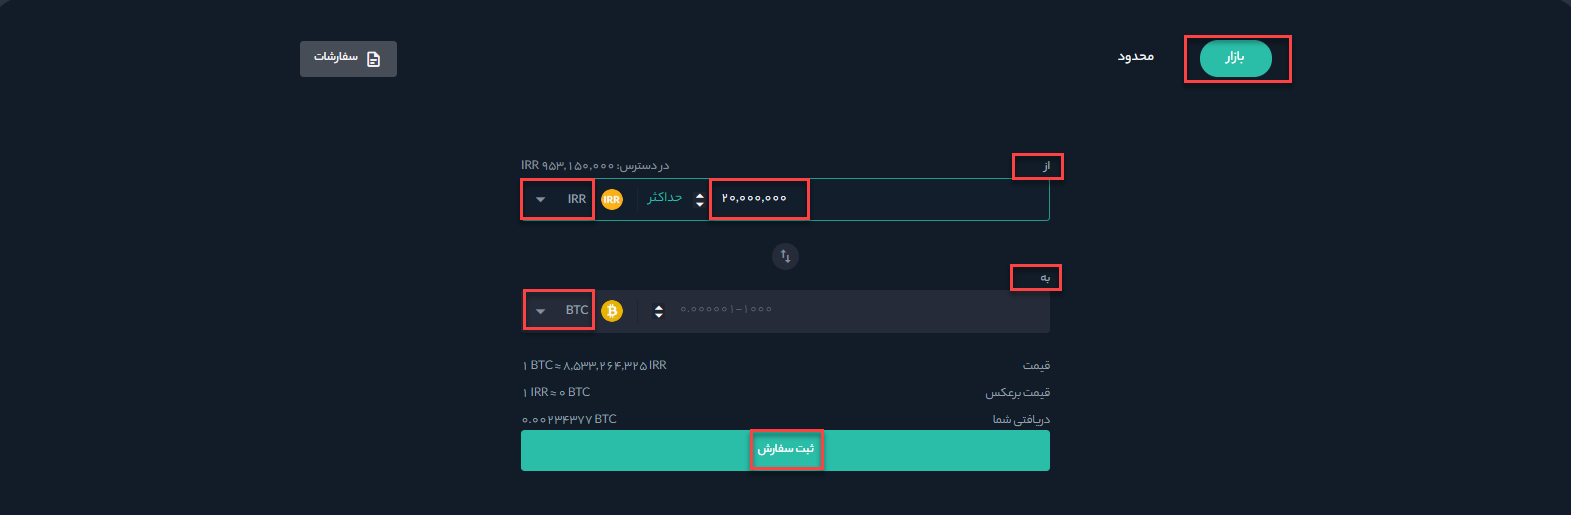 بازار
محدود
سفارشات
از
در دسترس: ۹۵۳,۱۵۰,۰۰۰ IRR
۲۰,۰۰۰,۰۰۰
حداکثر
IRR
IRR
به
۰.۰۰۰۰۰۱-۱۰۰۰
BTC
قیمت
۱ BTC ≈ ۸,۵۳۳,۲۶۴,۳۲۵ IRR
قیمت برعکس
۱ IRR ≈ ۰ BTC
دریافتی شما
۰.۰۰۲۳۴۳۷۷ BTC
ثبت سفارش